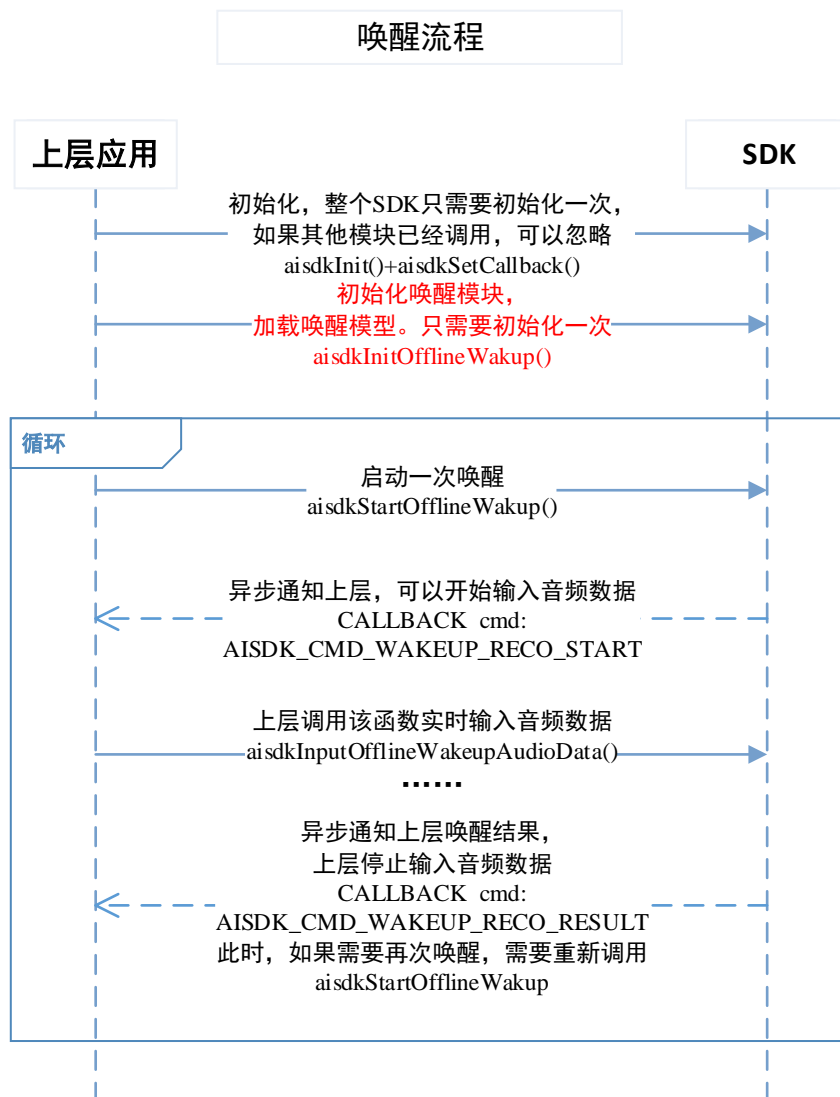 唤醒流程
上层应用
SDK
初始化，整个SDK只需要初始化一次，
如果其他模块已经调用，可以忽略
aisdkInit()+aisdkSetCallback()
初始化唤醒模块，
加载唤醒模型。只需要初始化一次
aisdkInitOfflineWakup()
循环
启动一次唤醒
aisdkStartOfflineWakup()
异步通知上层，可以开始输入音频数据
CALLBACK cmd:
AISDK_CMD_WAKEUP_RECO_START
上层调用该函数实时输入音频数据
aisdkInputOfflineWakeupAudioData()
……
异步通知上层唤醒结果，
上层停止输入音频数据
CALLBACK cmd:
AISDK_CMD_WAKEUP_RECO_RESULT
此时，如果需要再次唤醒，需要重新调用
aisdkStartOfflineWakup